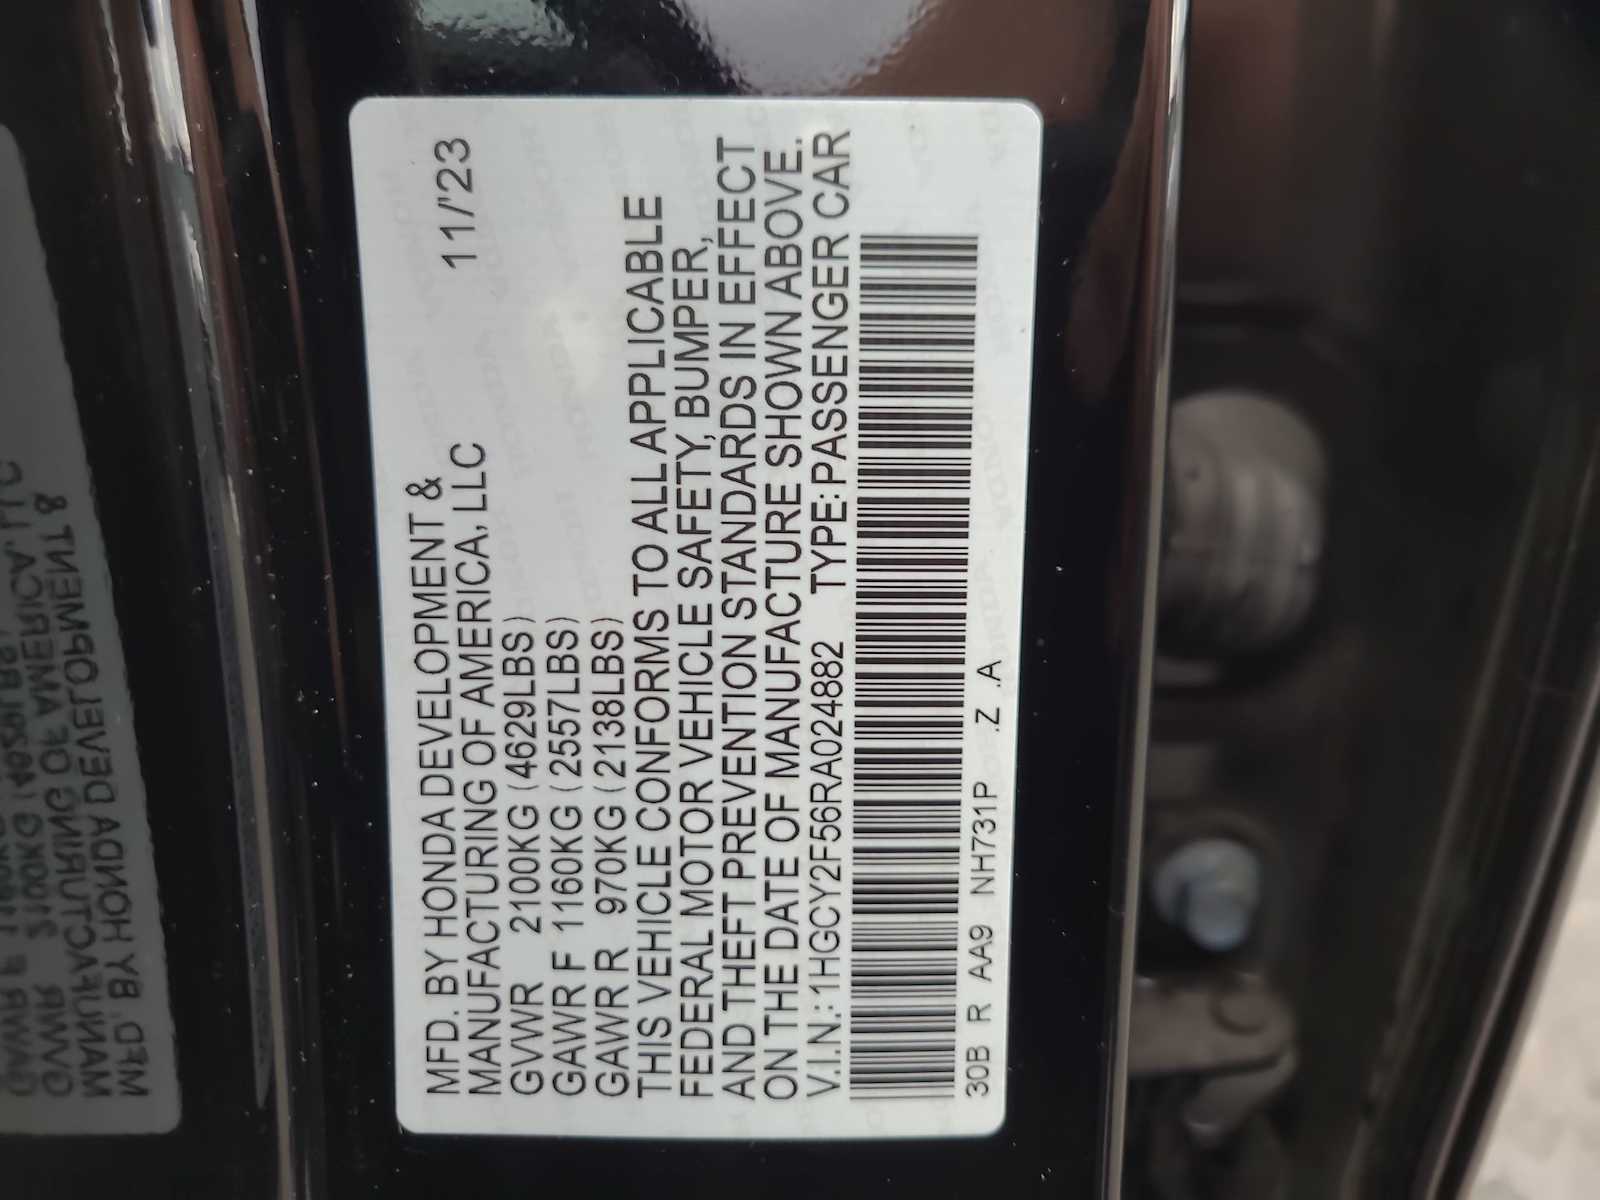 11/'23
MFD. BY HONDA DEVELOPMENT &
MANUFACTURING OF AMERICA, LLC
GVWR 2100KG (4629LBS)
GAWR F 1160KG (2557LBS)
GAWR R 970KG (2138LBS)
THIS VEHICLE CONFORMS TO ALL APPLICABLE
FEDERAL MOTOR VEHICLE SAFETY, BUMPER,
AND THEFT PREVENTION STANDARDS IN EFFECT
ON THE DATE OF MANUFACTURE SHOWN ABOVE.
V.I.N.: 1HGCY2F56RA024882 TYPE: PASSENGER CAR
30B R AA9 NH731P .Z .A